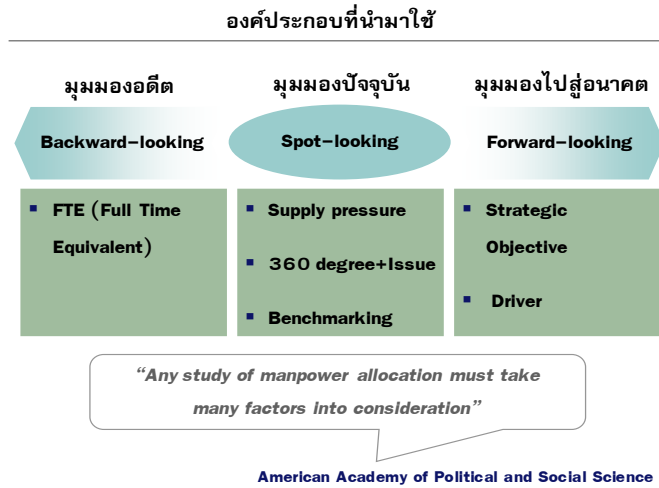 องค์ประกอบที่นำมาใช้
มุมมองอดีต
Backward-looking
▪ FTE (Full Time
Equivalent)
มุมมองปัจจุบัน
Spot-looking
▪ Supply pressure
▪ 360 degree+Issue
▪ Benchmarking
มุมมองไปสู่อนาคต
Forward-looking
▪ Strategic
Objective
▪ Driver
“Any study of manpower allocation must take
many factors into consideration”
American Academy of Political and Social Science